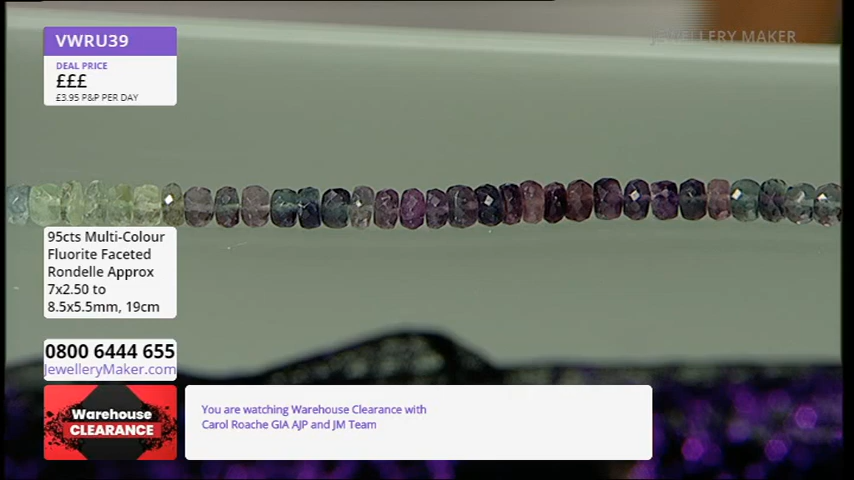 JEWELLERY MAKER
VWRU39
DEAL PRICE
£££
£3.95 P&P PER DAY
95cts Multi-Colour
Fluorite Faceted
Rondelle Approx
7x2.50 to
8.5x5.5mm, 19cm
0800 6444 655
JewelleryMaker.com
Warehouse
CLEARANCE
You are watching Warehouse Clearance with
Carol Roache GIA AJP and JM Team